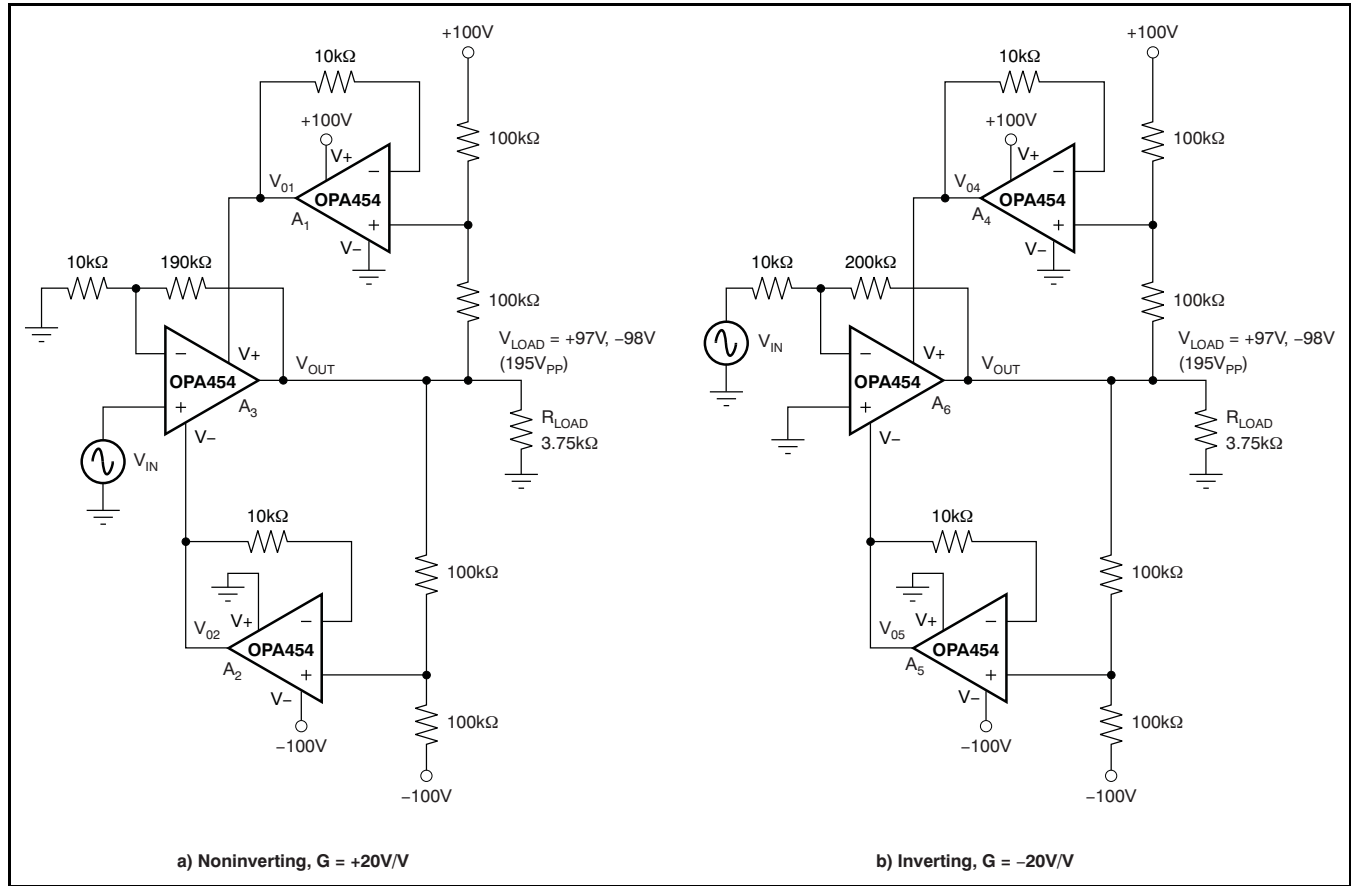 +100V
10kΩ
+100V
V+
100kΩ
−
V01
OPA454
A1
+
V−
10kΩ
190kΩ
100kΩ
VLOAD = +97V, −98V
(195VPP)
−
V+
VOUT
OPA454
+
A3
V−
RLOAD
3.75kΩ
VIN
10kΩ
100kΩ
V+
−
V02
OPA454
A2
+
V−
100kΩ
−100V
−100V
a) Noninverting, G = +20V/V
+100V
10kΩ
+100V
V+
100kΩ
−
V04
OPA454
A4
+
V−
10kΩ
200kΩ
100kΩ
VLOAD = +97V, −98V
(195VPP)
VIN
−
V+
VOUT
OPA454
+
A6
V−
RLOAD
3.75kΩ
10kΩ
100kΩ
V+
−
V05
OPA454
A5
+
V−
100kΩ
−100V
−100V
b) Inverting, G = −20V/V